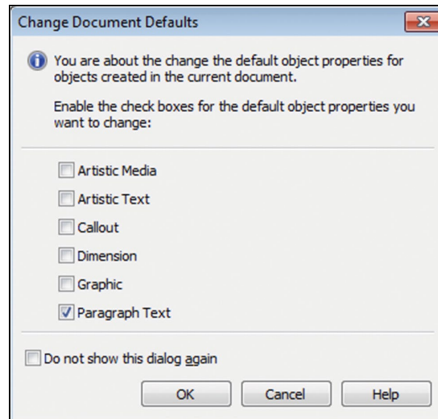 Change Document Defaults
You are about the change the default object properties for
objects created in the current document.
Enable the check boxes for the default object properties you
want to change:
Artistic Media
Artistic Text
Callout
Dimension
Graphic
Paragraph Text
Do not show this dialog again
OK Cancel Help